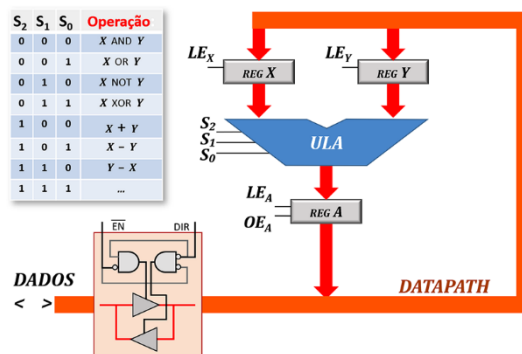 S2 S1 S0 Operação
0 0 0 X AND Y
0 0 1 X OR Y
0 1 0 X NOT Y
0 1 1 X XOR Y
1 0 0 X + Y
1 0 1 X − Y
1 1 0 Y − X
1 1 1 ...
LEX
REG X
LEY
REG Y
S2
S1
S0
ULA
LEA
OEA
REG A
EN
DIR
DADOS
< >
DATAPATH